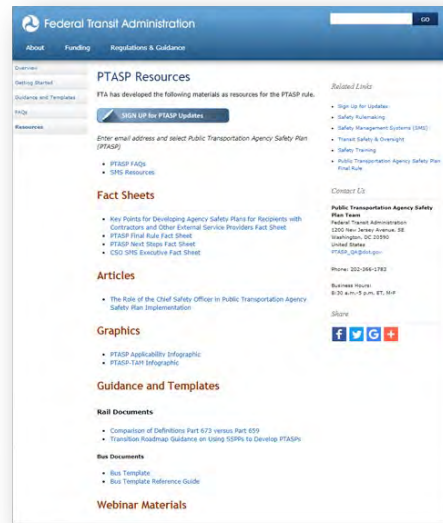 Federal Transit Administration
GO
About Funding Regulations & Guidance
Overview
Getting Started
Guidance and Templates
FAQs
Resources
PTASP Resources
FTA has developed the following materials as resources for the PTASP rule.
SIGN UP for PTASP Updates
Enter email address and select Public Transportation Agency Safety Plan
(PTASP)
PTASP FAQs
SMS Resources
Fact Sheets
Key Points for Developing Agency Safety Plans for Recipients with
Contractors and Other External Service Providers Fact Sheet
PTASP Final Rule Fact Sheet
PTASP Next Steps Fact Sheet
CSO SMS Executive Fact Sheet
Articles
The Role of the Chief Safety Officer in Public Transportation Agency
Safety Plan Implementation
Graphics
PTASP Applicability Infographic
PTASP-TAM Infographic
Guidance and Templates
Rail Documents
Comparison of Definitions Part 673 versus Part 659
Transition Roadmap Guidance on Using SSPPs to Develop PTASPs
Bus Documents
Bus Template
Bus Template Reference Guide
Webinar Materials
Related Links
Sign Up for Updates
Safety Rulemaking
Safety Management Systems (SMS)
Transit Safety & Oversight
Safety Training
Public Transportation Agency Safety Plan
Final Rule
Contact Us
Public Transportation Agency Safety
Plan Team
Federal Transit Administration
1200 New Jersey Avenue, SE
Washington, DC 20590
United States
PTASP_QA@dot.gov
Phone: 202-366-1783
Business Hours:
8:30 a.m.-5 p.m. ET, M-F
Share